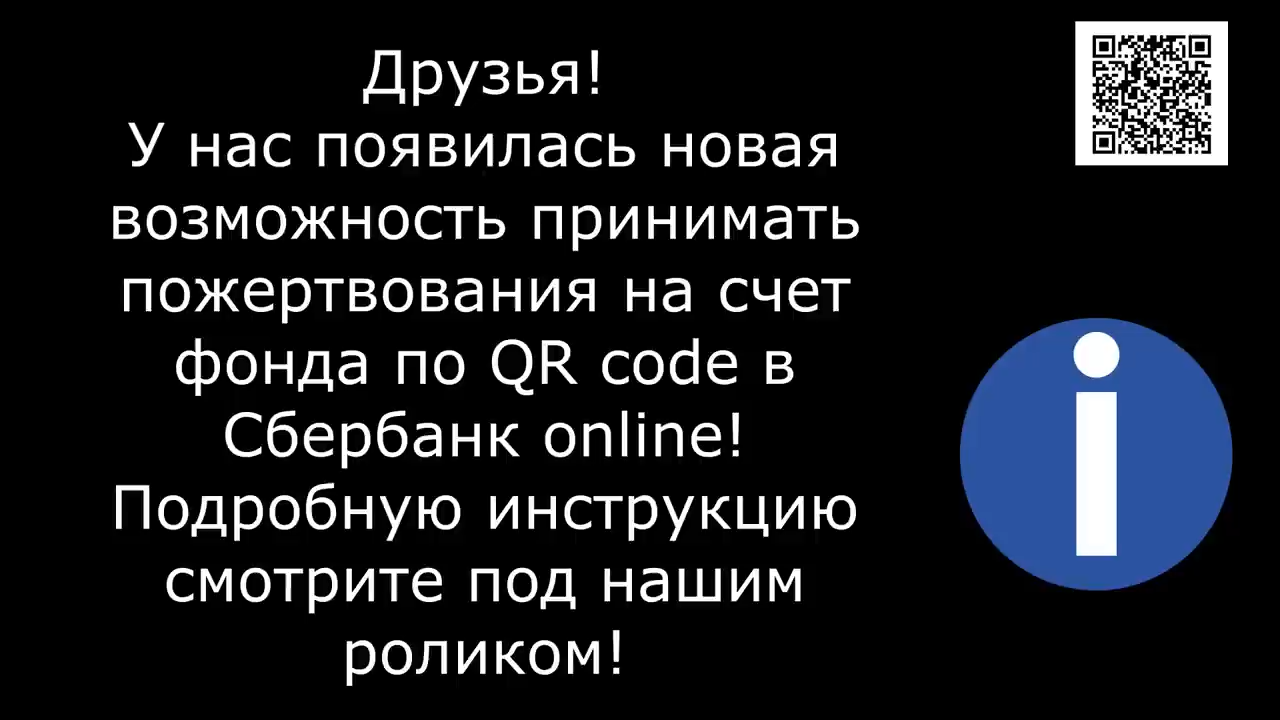 Друзья!
У нас появилась новая
возможность принимать
пожертвования на счет
фонда по QR code в
Сбербанк online!
Подробную инструкцию
смотрите под нашим
роликом!